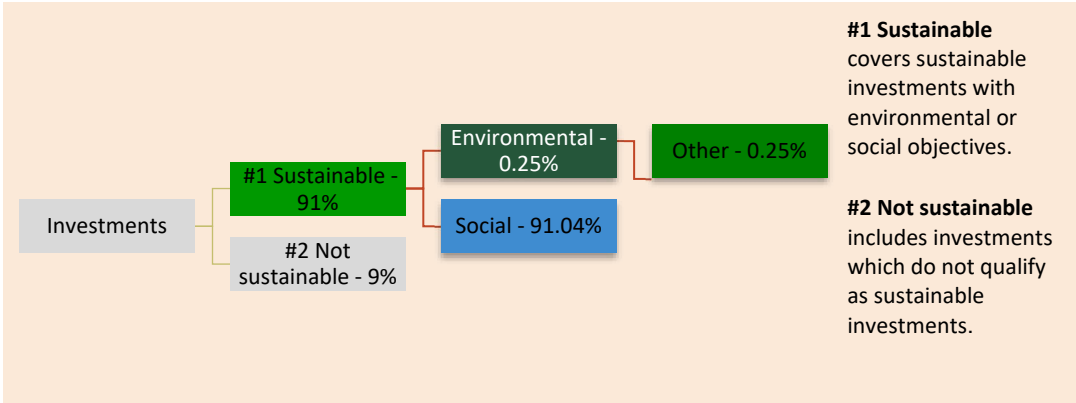 Investments
#1 Sustainable -
91%
#2 Not
sustainable - 9%
Environmental -
0.25%
Social - 91.04%
Other - 0.25%
#1 Sustainable
covers sustainable
investments with
environmental or
social objectives.
#2 Not sustainable
includes investments
which do not qualify
as sustainable
investments.